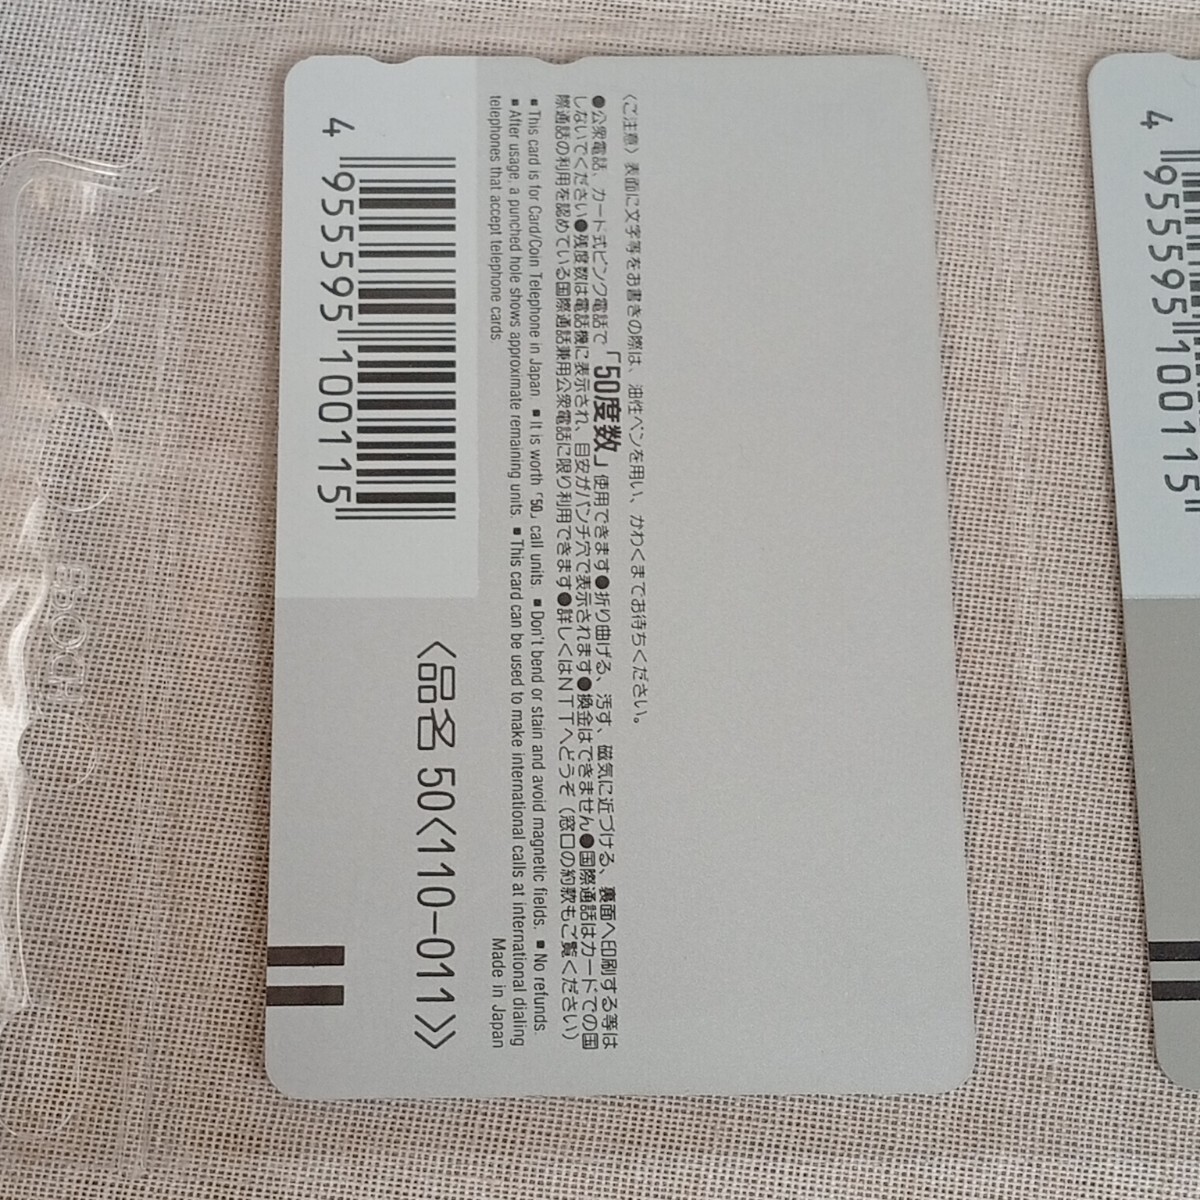 〈ご注意〉表面に文字等をお書きの際は、油性ペンを用い、かわくまでお待ちください。
●公衆電話、カード式ピンク電話で「50度数」使用できます●折り曲げる、汚す、磁気に近づける、裏面へ印刷する等は
しないでください●残度数は電話機に表示され、目安がパンチ穴で表示されます●換金はできません●国際通話はカードでの国
際通話の利用を認めている国際通話兼用公衆電話に限り利用できます●詳しくはNTTへどうぞ（窓口の約款もご覧ください）
■ This card is for Card/Coin Telephone in Japan. ■ It is worth「50」call units. ■ Don't bend or stain and avoid magnetic fields. ■ No refunds.
■ After usage, a punched hole shows approximate remaining units. ■ This card can be used to make international calls at international dialing
telephones that accept telephone cards.
Made in Japan
〈品名 50〈110-011〉〉
4 955595 100115
4 955595 100115
EPOCH